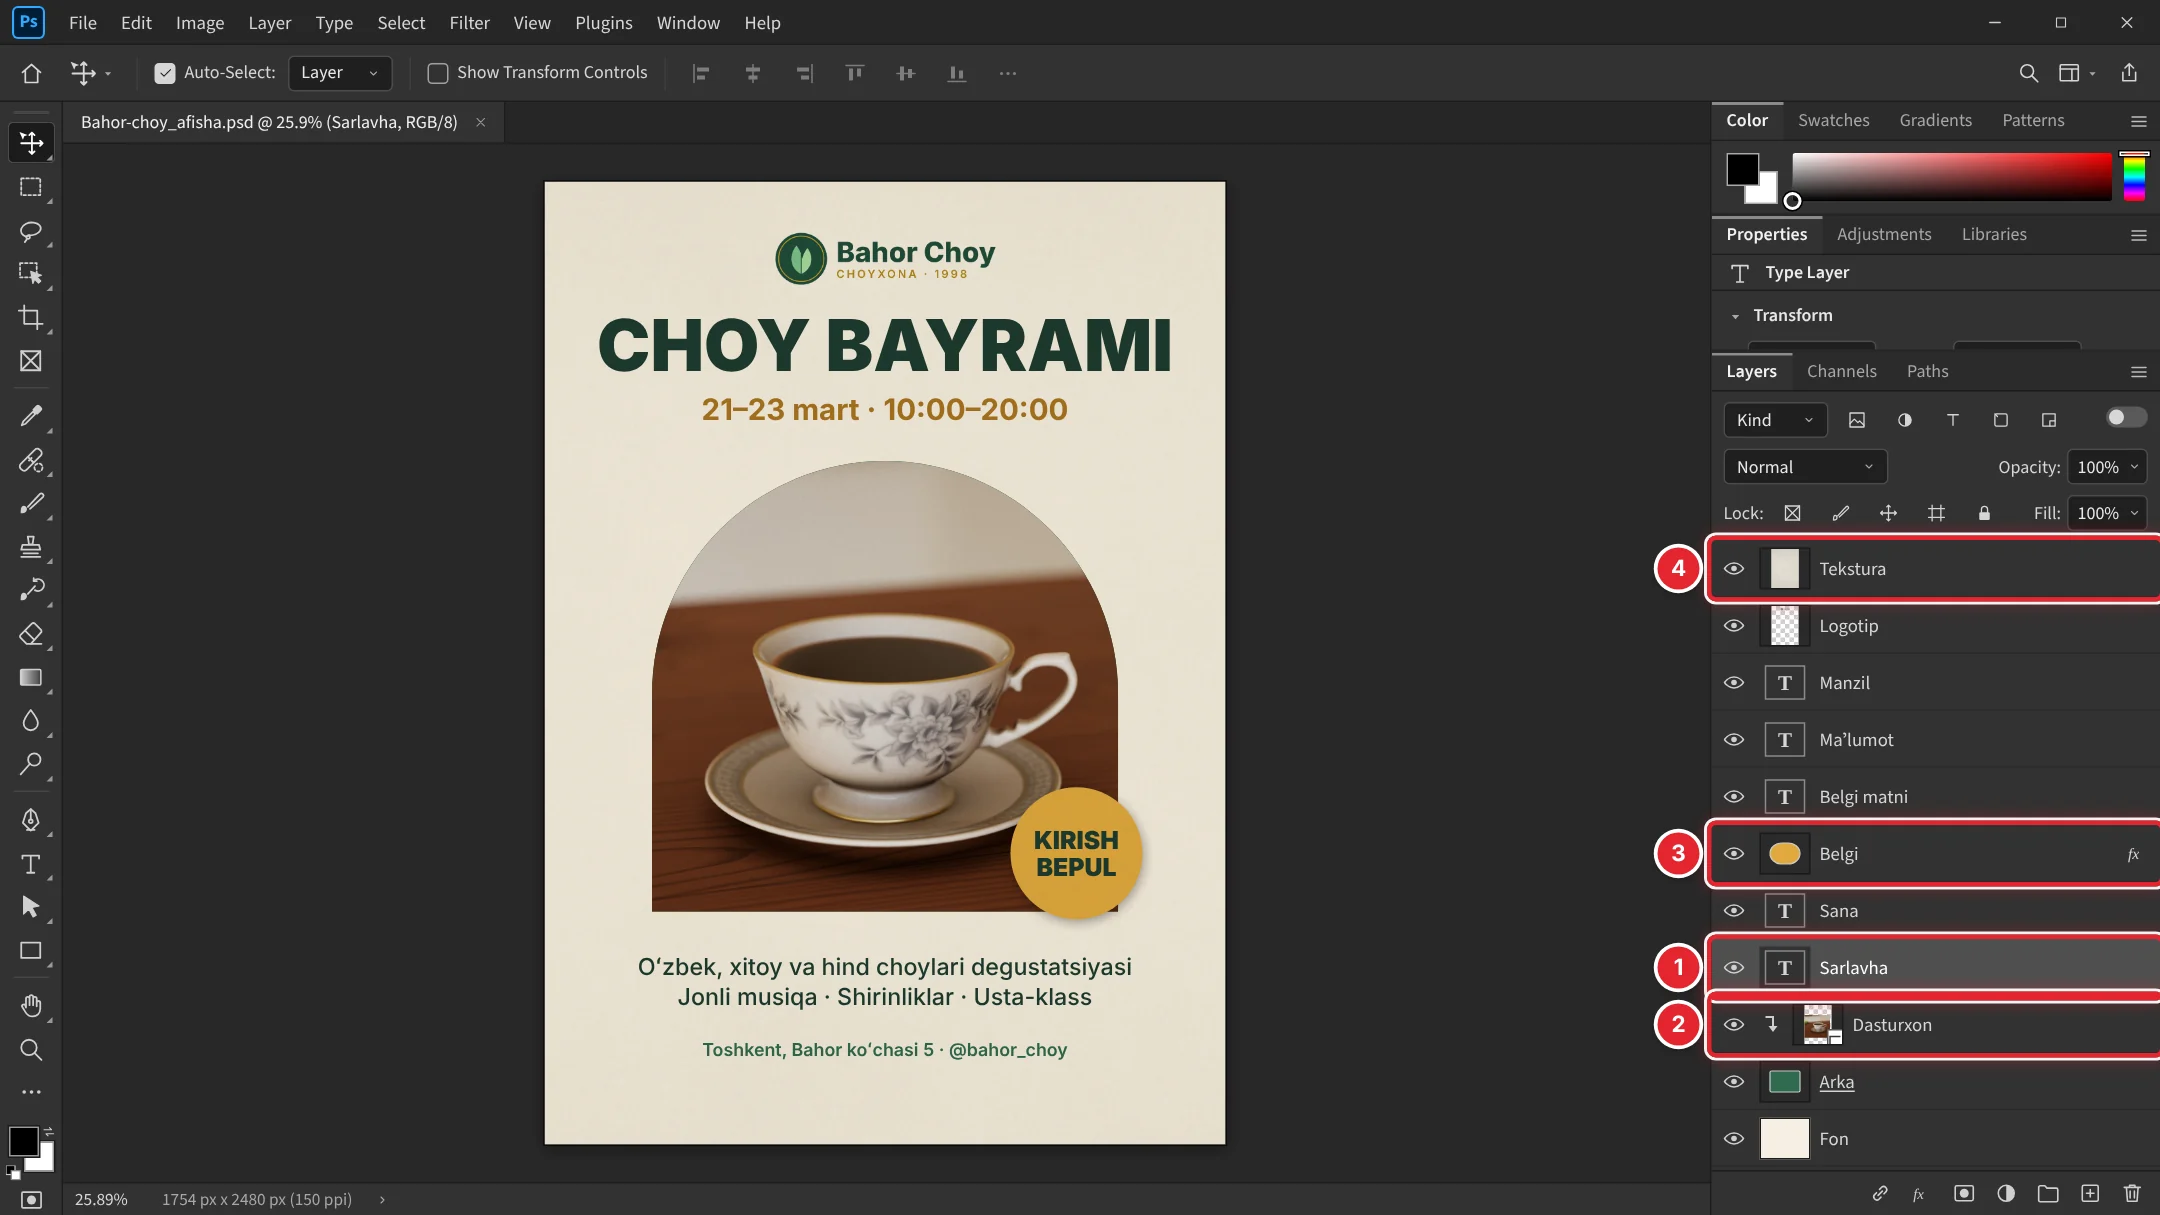 Ps File Edit Image Layer Type Select Filter View Plugins Window Help
Auto-Select: Layer Show Transform Controls
Bahor-choy_afisha.psd @ 25.9% (Sarlavha, RGB/8)
Bahor Choy
CHOYXONA · 1998
CHOY BAYRAMI
21–23 mart · 10:00–20:00
KIRISH
BEPUL
Oʻzbek, xitoy va hind choylari degustatsiyasi
Jonli musiqa · Shirinliklar · Usta-klass
Toshkent, Bahor koʻchasi 5 · @bahor_choy
25.89% 1754 px x 2480 px (150 ppi)
Color Swatches Gradients Patterns
Properties Adjustments Libraries
T Type Layer
Transform
Layers Channels Paths
Kind T
Normal Opacity: 100%
Lock: Fill: 100%
4 Tekstura
Logotip
T Manzil
T Ma’lumot
T Belgi matni
3 Belgi fx
T Sana
1 T Sarlavha
2 Dasturxon
Arka
Fon
fx